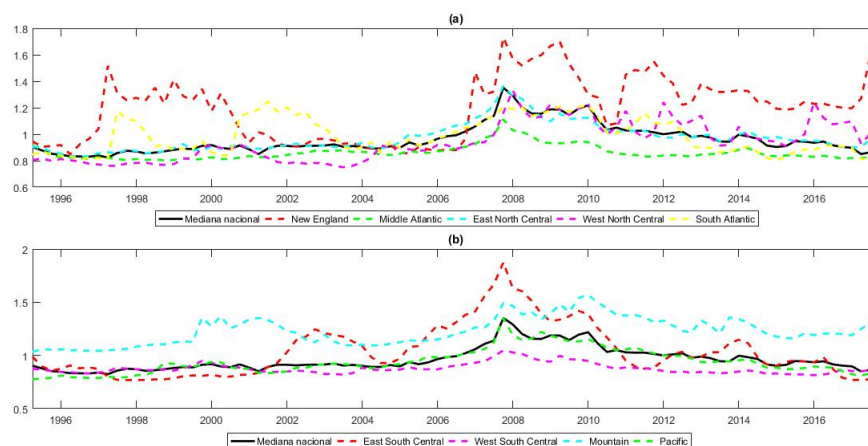 (a)
1.8
1.6
1.4
1.2
1
0.8
0.6
1996 1998 2000 2002 2004 2006 2008 2010 2012 2014 2016
Mediana nacional New England Middle Atlantic East North Central West North Central South Atlantic
(b)
2
1.5
1
0.5
1996 1998 2000 2002 2004 2006 2008 2010 2012 2014 2016
Mediana nacional East South Central West South Central Mountain Pacific